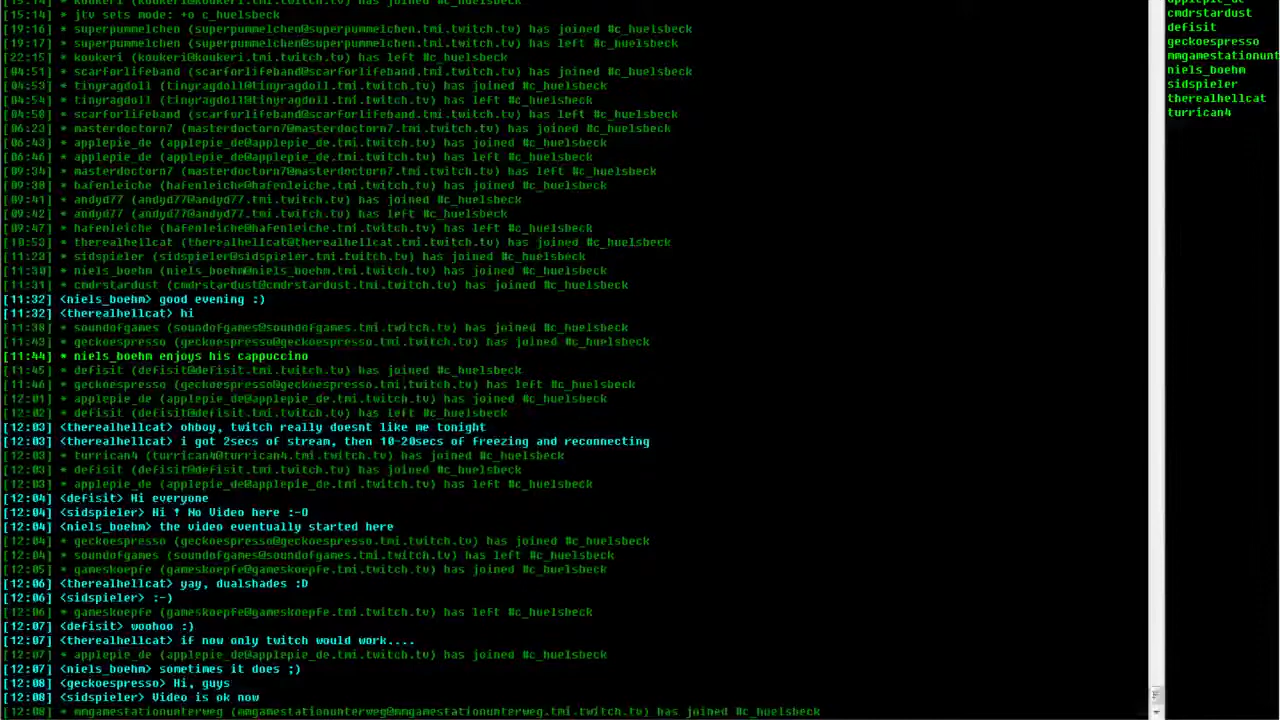 [15:14] * koukeri (koukeri@koukeri.tmi.twitch.tv) has joined #c_huelsbeck
[15:14] * jtv sets mode: +o c_huelsbeck
[19:16] * superpummelchen (superpummelchen@superpummelchen.tmi.twitch.tv) has joined #c_huelsbeck
[19:17] * superpummelchen (superpummelchen@superpummelchen.tmi.twitch.tv) has left #c_huelsbeck
[22:15] * koukeri (koukeri@koukeri.tmi.twitch.tv) has left #c_huelsbeck
[04:51] * scarforlifeband (scarforlifeband@scarforlifeband.tmi.twitch.tv) has joined #c_huelsbeck
[04:53] * tinyragdoll (tinyragdoll@tinyragdoll.tmi.twitch.tv) has joined #c_huelsbeck
[04:54] * tinyragdoll (tinyragdoll@tinyragdoll.tmi.twitch.tv) has left #c_huelsbeck
[04:58] * scarforlifeband (scarforlifeband@scarforlifeband.tmi.twitch.tv) has left #c_huelsbeck
[06:23] * masterdoctorn7 (masterdoctorn7@masterdoctorn7.tmi.twitch.tv) has joined #c_huelsbeck
[06:43] * applepie_de (applepie_de@applepie_de.tmi.twitch.tv) has joined #c_huelsbeck
[06:46] * applepie_de (applepie_de@applepie_de.tmi.twitch.tv) has left #c_huelsbeck
[09:34] * masterdoctorn7 (masterdoctorn7@masterdoctorn7.tmi.twitch.tv) has left #c_huelsbeck
[09:38] * hafenleiche (hafenleiche@hafenleiche.tmi.twitch.tv) has joined #c_huelsbeck
[09:41] * andyd77 (andyd77@andyd77.tmi.twitch.tv) has joined #c_huelsbeck
[09:42] * andyd77 (andyd77@andyd77.tmi.twitch.tv) has left #c_huelsbeck
[09:47] * hafenleiche (hafenleiche@hafenleiche.tmi.twitch.tv) has left #c_huelsbeck
[10:53] * therealhellcat (therealhellcat@therealhellcat.tmi.twitch.tv) has joined #c_huelsbeck
[11:23] * sidspieler (sidspieler@sidspieler.tmi.twitch.tv) has joined #c_huelsbeck
[11:30] * niels_boehm (niels_boehm@niels_boehm.tmi.twitch.tv) has joined #c_huelsbeck
[11:31] * cmdrstardust (cmdrstardust@cmdrstardust.tmi.twitch.tv) has joined #c_huelsbeck
[11:32] <niels_boehm> good evening :)
[11:32] <therealhellcat> hi
[11:38] * soundofgames (soundofgames@soundofgames.tmi.twitch.tv) has joined #c_huelsbeck
[11:43] * geckoespresso (geckoespresso@geckoespresso.tmi.twitch.tv) has joined #c_huelsbeck
[11:44] * niels_boehm enjoys his cappuccino
[11:45] * defisit (defisit@defisit.tmi.twitch.tv) has joined #c_huelsbeck
[11:46] * geckoespresso (geckoespresso@geckoespresso.tmi.twitch.tv) has left #c_huelsbeck
[12:01] * applepie_de (applepie_de@applepie_de.tmi.twitch.tv) has joined #c_huelsbeck
[12:02] * defisit (defisit@defisit.tmi.twitch.tv) has left #c_huelsbeck
[12:03] <therealhellcat> ohboy, twitch really doesnt like me tonight
[12:03] <therealhellcat> i got 2secs of stream, then 10-20secs of freezing and reconnecting
[12:03] * turrican4 (turrican4@turrican4.tmi.twitch.tv) has joined #c_huelsbeck
[12:03] * defisit (defisit@defisit.tmi.twitch.tv) has joined #c_huelsbeck
[12:03] * applepie_de (applepie_de@applepie_de.tmi.twitch.tv) has left #c_huelsbeck
[12:04] <defisit> Hi everyone
[12:04] <sidspieler> Hi ! No Video here :-O
[12:04] <niels_boehm> the video eventually started here
[12:04] * geckoespresso (geckoespresso@geckoespresso.tmi.twitch.tv) has joined #c_huelsbeck
[12:04] * soundofgames (soundofgames@soundofgames.tmi.twitch.tv) has left #c_huelsbeck
[12:05] * gameskoepfe (gameskoepfe@gameskoepfe.tmi.twitch.tv) has joined #c_huelsbeck
[12:06] <therealhellcat> yay, dualshades :D
[12:06] <sidspieler> :-)
[12:06] * gameskoepfe (gameskoepfe@gameskoepfe.tmi.twitch.tv) has left #c_huelsbeck
[12:07] <defisit> woohoo :)
[12:07] <therealhellcat> if now only twitch would work....
[12:07] * applepie_de (applepie_de@applepie_de.tmi.twitch.tv) has joined #c_huelsbeck
[12:07] <niels_boehm> sometimes it does ;)
[12:08] <geckoespresso> Hi, guys
[12:08] <sidspieler> Video is ok now
[12:08] * mmgamestationunterweg (mmgamestationunterweg@mmgamestationunterweg.tmi.twitch.tv) has joined #c_huelsbeck
applepie_de
cmdrstardust
defisit
geckoespresso
mmgamestationunt
niels_boehm
sidspieler
therealhellcat
turrican4